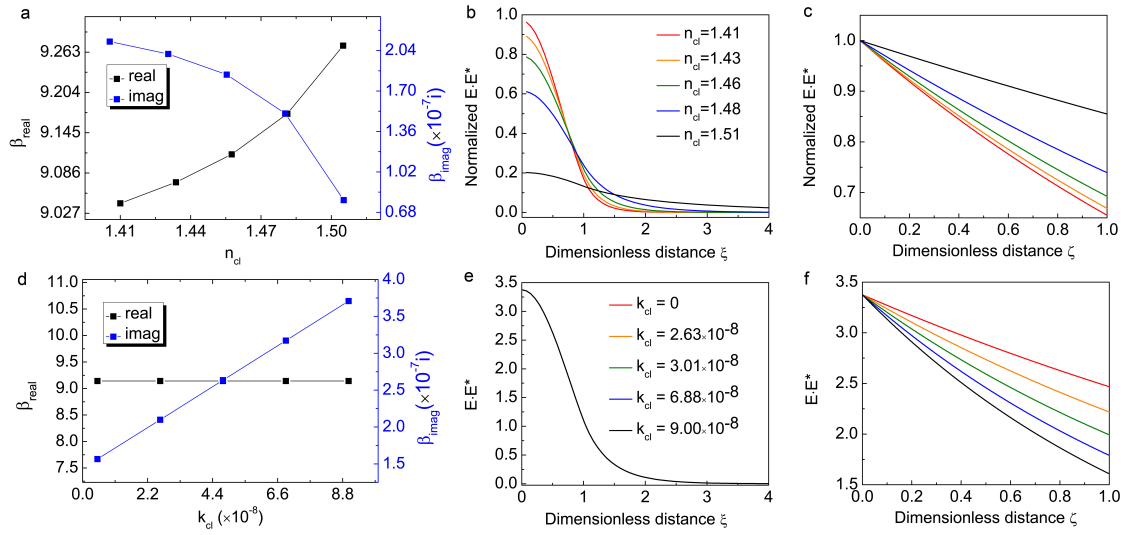 a
9.263
9.204
9.145
9.086
9.027
β_real
real
imag
2.04
1.70
1.36
1.02
0.68
β_imag(×10^-7i)
1.41
1.44
1.47
1.50
n_cl
b
1.0
0.8
0.6
0.4
0.2
0.0
Normalized E·E*
n_cl=1.41
n_cl=1.43
n_cl=1.46
n_cl=1.48
n_cl=1.51
0
1
2
3
4
Dimensionless distance ξ
c
1.0
0.9
0.8
0.7
Normalized E·E*
0.0
0.2
0.4
0.6
0.8
1.0
Dimensionless distance ζ
d
11.0
10.5
10.0
9.5
9.0
8.5
8.0
7.5
β_real
real
imag
4.0
3.5
3.0
2.5
2.0
1.5
β_imag(×10^-7i)
0.0
2.2
4.4
6.6
8.8
k_cl (×10^-8)
e
3.5
3.0
2.5
2.0
1.5
1.0
0.5
0.0
E·E*
k_cl = 0
k_cl = 2.63×10^-8
k_cl = 3.01×10^-8
k_cl = 6.88×10^-8
k_cl = 9.00×10^-8
0
1
2
3
4
Dimensionless distance ξ
f
3.5
3.0
2.5
2.0
1.5
E·E*
0.0
0.2
0.4
0.6
0.8
1.0
Dimensionless distance ζ